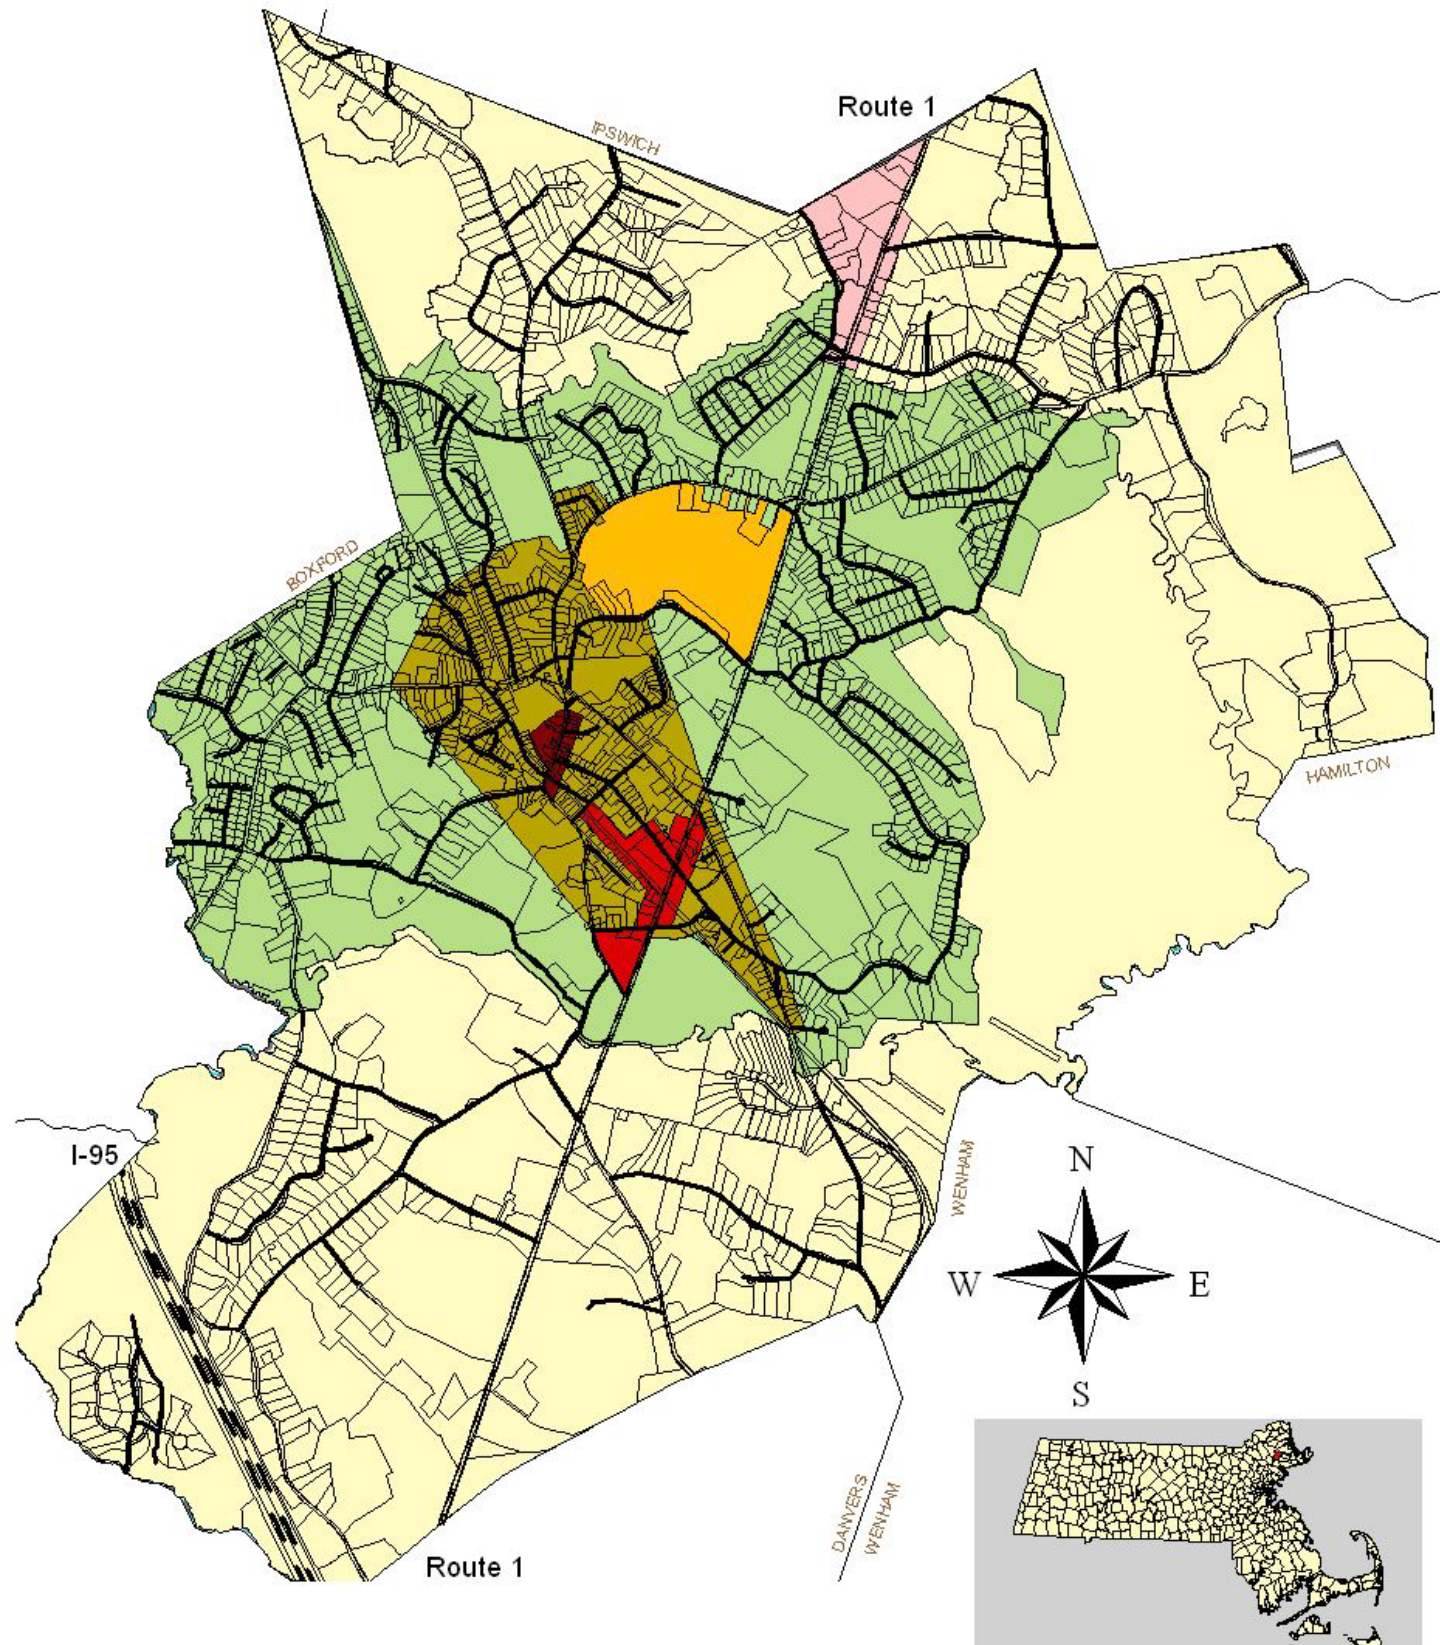 Route 1
IPSWICH
BOXFORD
HAMILTON
I-95
WENHAM
N
W
E
S
DANVERS
WENHAM
Route 1